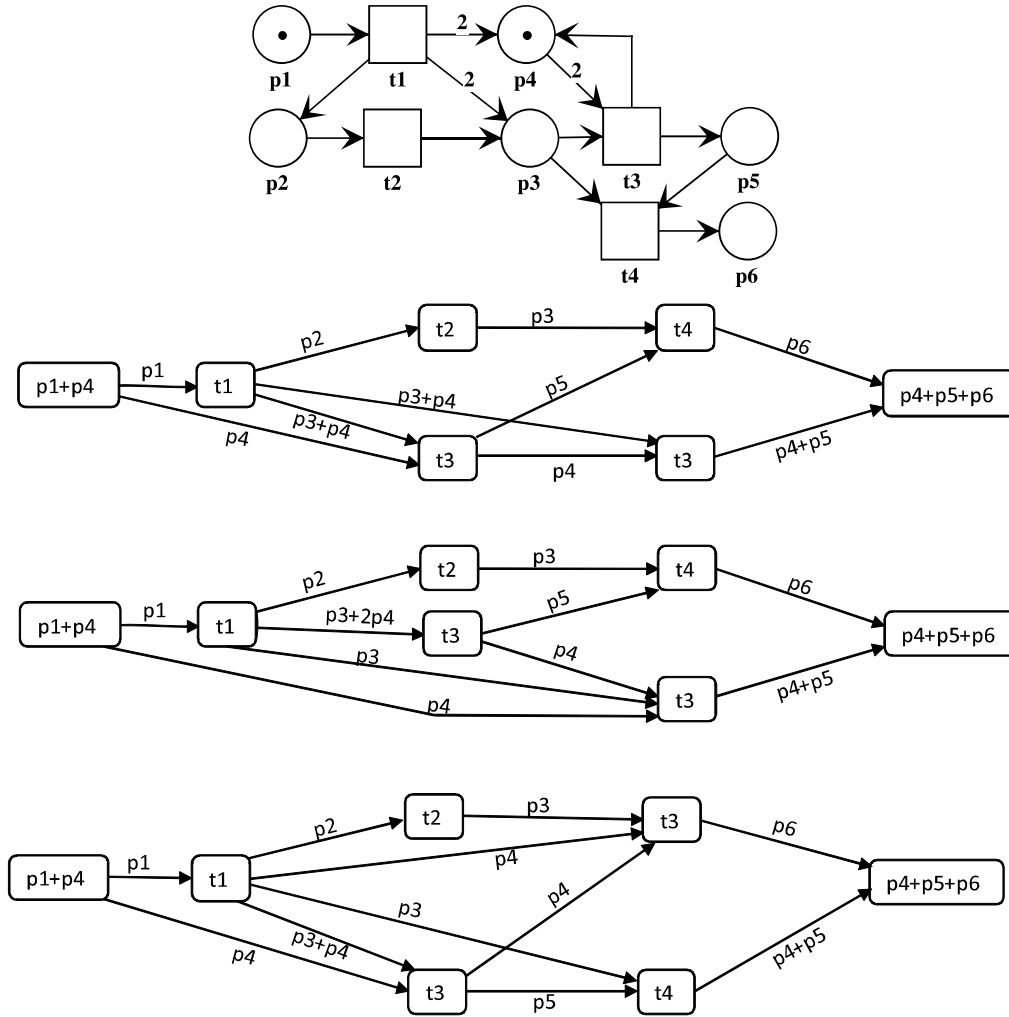 2
p1 t1 p4
2 2
p2 t2 p3 t3 p5
t4 p6
t2 p3 t4
p2 p6
p1+p4 p1 t1 p5 p4+p5+p6
p3+p4
p3+p4
p4
t3 p4 t3 p4+p5
t2 p3 t4
p2 p5 p6
p1+p4 p1 t1 p3+2p4 t3 p4+p5+p6
p3 p4
p4 t3 p4+p5
t2 p3 t3
p2 p4 p6
p1+p4 p1 t1 p4 p4+p5+p6
p3
p4 p3+p4 p4+p5
t3 p5 t4